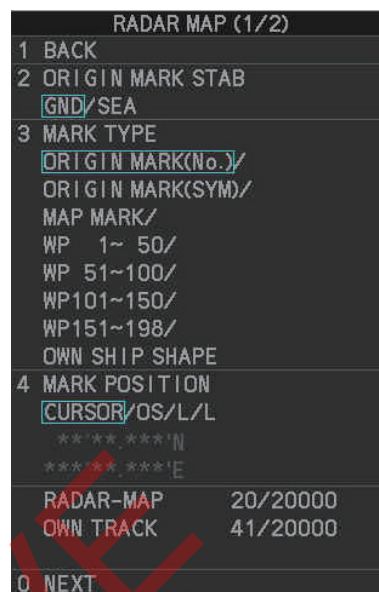 RADAR MAP (1/2)
1 BACK
2 ORIGIN MARK STAB
GND/SEA
3 MARK TYPE
ORIGIN MARK(No.)/
ORIGIN MARK(SYM)/
MAP MARK/
WP 1~ 50/
WP 51~100/
WP101~150/
WP151~198/
OWN SHIP SHAPE
4 MARK POSITION
CURSOR/OS/L/L
**'**.***'N
***'**.***'E
RADAR-MAP 20/20000
OWN TRACK 41/20000
0 NEXT